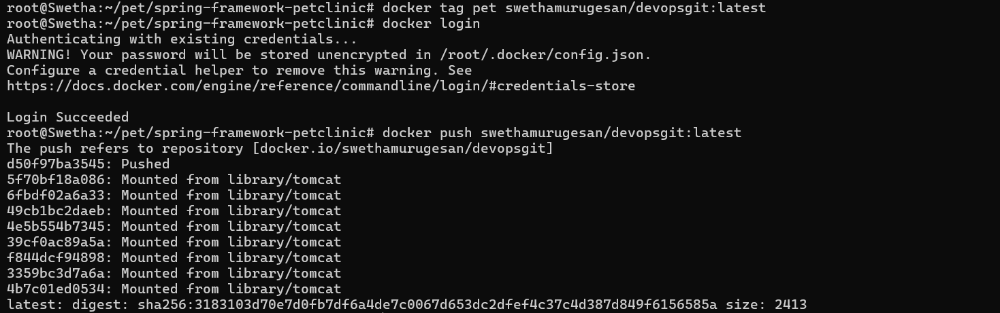 root@Swetha:~/pet/spring-framework-petclinic# docker tag pet swethamurugesan/devopsgit:latest
root@Swetha:~/pet/spring-framework-petclinic# docker login
Authenticating with existing credentials...
WARNING! Your password will be stored unencrypted in /root/.docker/config.json.
Configure a credential helper to remove this warning. See
https://docs.docker.com/engine/reference/commandline/login/#credentials-store
Login Succeeded
root@Swetha:~/pet/spring-framework-petclinic# docker push swethamurugesan/devopsgit:latest
The push refers to repository [docker.io/swethamurugesan/devopsgit]
d50f97ba3545: Pushed
5f70bf18a086: Mounted from library/tomcat
6fbdf02a6a33: Mounted from library/tomcat
49cb1bc2daeb: Mounted from library/tomcat
4e5b554b7345: Mounted from library/tomcat
39cf0ac89a5a: Mounted from library/tomcat
f844dcf94898: Mounted from library/tomcat
3359bc3d7a6a: Mounted from library/tomcat
4b7c01ed0534: Mounted from library/tomcat
latest: digest: sha256:3183103d70e7d0fb7df6a4de7c0067d653dc2dfef4c37c4d387d849f6156585a size: 2413